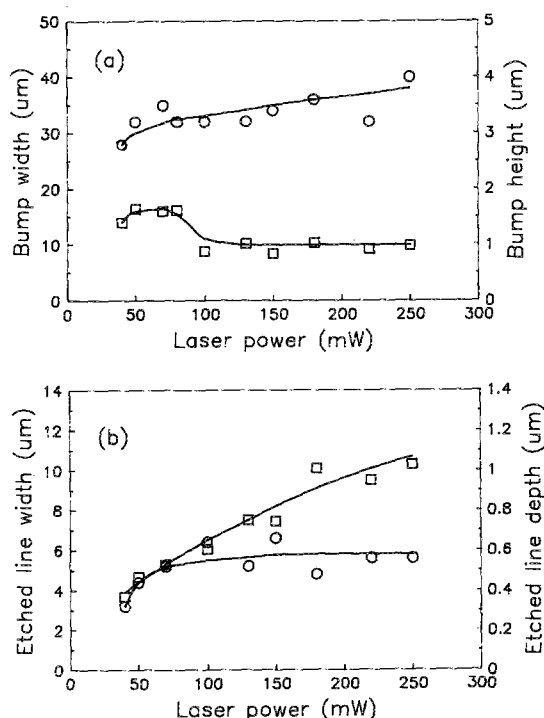 (a)
Bump width (um)
50
40
30
20
10
0
Bump height (um)
5
4
3
2
1
0
0 50 100 150 200 250 300
Laser power (mW)
(b)
Etched line width (um)
14
12
10
8
6
4
2
0
Etched line depth (um)
1.4
1.2
1
0.8
0.6
0.4
0.2
0
0 50 100 150 200 250 300
Laser power (mW)